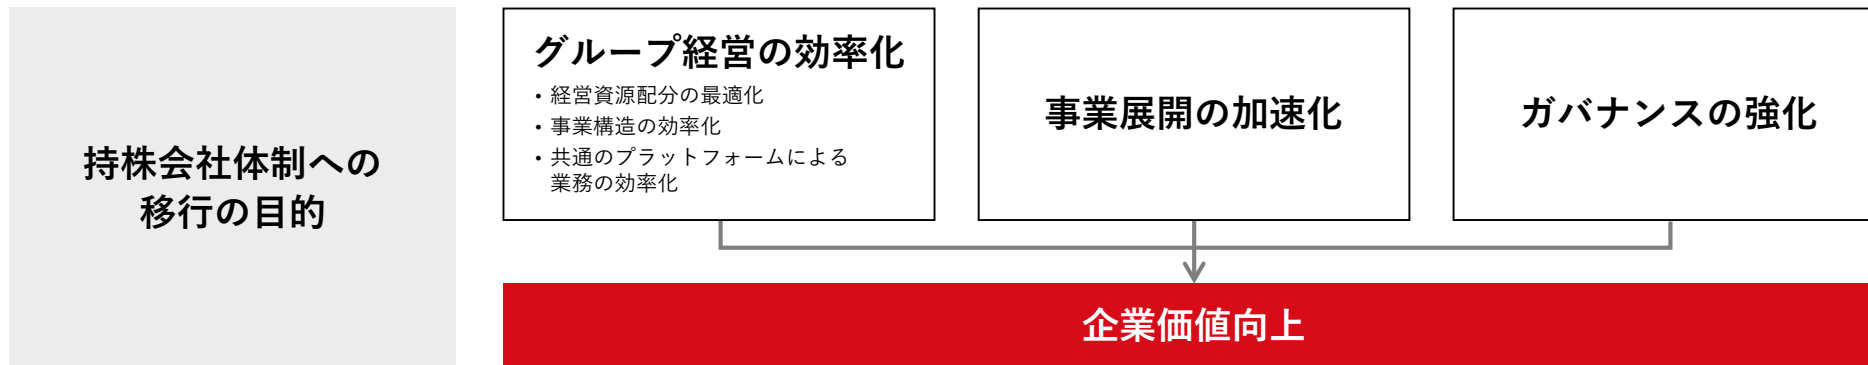 持株会社体制への
移行の目的
グループ経営の効率化
• 経営資源配分の最適化
• 事業構造の効率化
• 共通のプラットフォームによる
業務の効率化
事業展開の加速化
ガバナンスの強化
企業価値向上